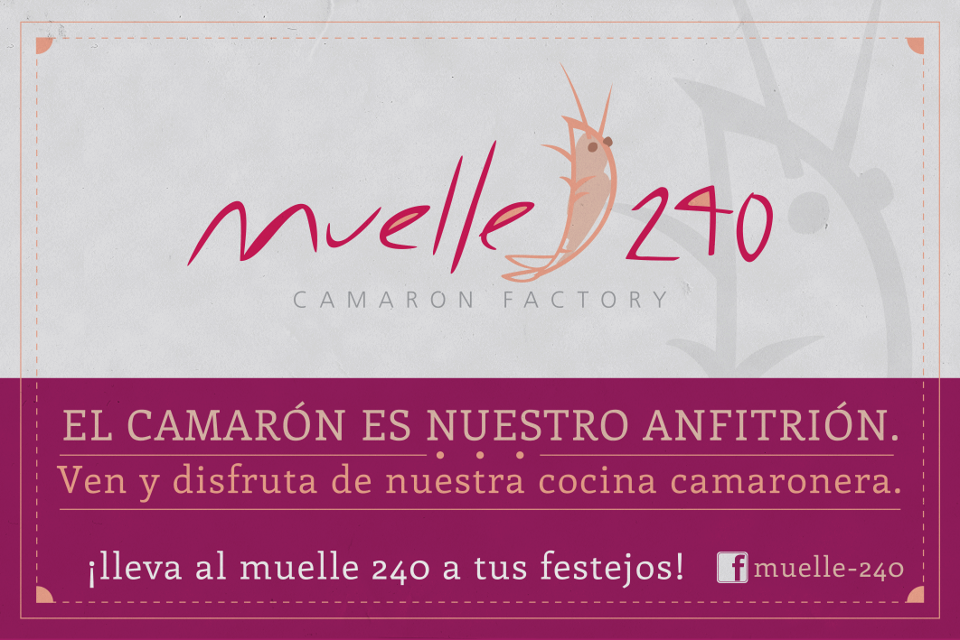 muelle 240
CAMARON FACTORY
EL CAMARÓN ES NUESTRO ANFITRIÓN.
Ven y disfruta de nuestra cocina camaronera.
¡lleva al muelle 240 a tus festejos! f muelle-240